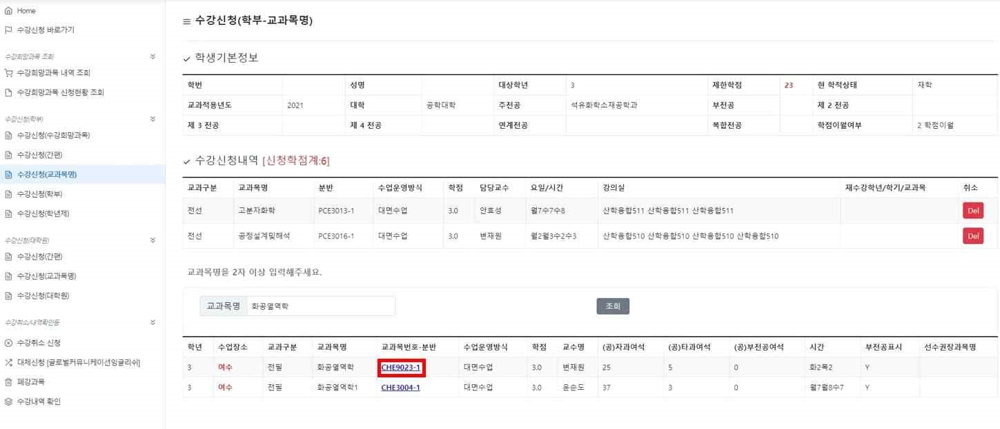 Home
수강신청 바로가기
수강희망과목 조회
수강희망과목 내역 조회
수강희망과목 신청현황 조회
수강신청(학부)
수강신청(수강희망과목)
수강신청(간편)
수강신청(교과목명)
수강신청(학부)
수강신청(학년제)
수강신청(대학원)
수강신청(간편)
수강신청(교과목명)
수강신청(대학원)
수강취소/내역확인등
수강취소 신청
대체신청 [글로벌커뮤니케이션잉글리쉬]
폐강과목
수강내역 확인
수강신청(학부-교과목명)
학생기본정보
학번 성명 대상학년 3 제한학점 23 현 학적상태 재학
교과적용년도 2021 대학 공학대학 주전공 석유화학소재공학과 부전공 제 2 전공
제 3 전공 제 4 전공 연계전공 복합전공 학점이월여부 2 학점이월
수강신청내역 [신청학점계:6]
교과구분 교과목명 분반 수업운영방식 학점 담당교수 요일/시간 강의실 재수강학년/학기/교과목 취소
전선 고분자화학 PCE3013-1 대면수업 3.0 안효성 월7수7수8 산학융합511 산학융합511 산학융합511 Del
전선 공정설계및해석 PCE3016-1 대면수업 3.0 변재원 월2월3수2수3 산학융합510 산학융합510 산학융합510 산학융합510 Del
교과목명을 2자 이상 입력해주세요.
교과목명 화공열역학 조회
학년 수업장소 교과구분 교과목명 교과목번호-분반 수업운영방식 학점 교수명 (공)자과여석 (공)타과여석 (공)부전공여석 시간 부전공표시 선수권장과목명
3 여수 전필 화공열역학 CHE9023-1 대면수업 3.0 변재원 25 5 0 화2목2 Y
3 여수 전필 화공열역학1 CHE3004-1 대면수업 3.0 윤순도 37 3 0 월7월8수7 Y